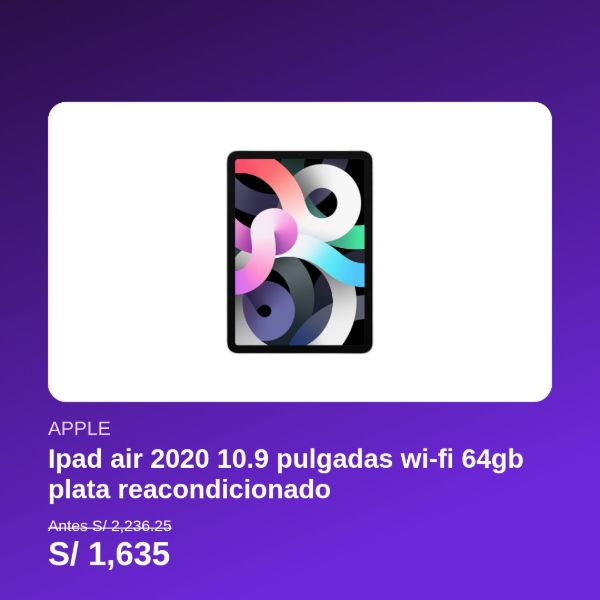 APPLE
Ipad air 2020 10.9 pulgadas wi-fi 64gb
plata reacondicionado
Antes S/ 2,236.25
S/ 1,635